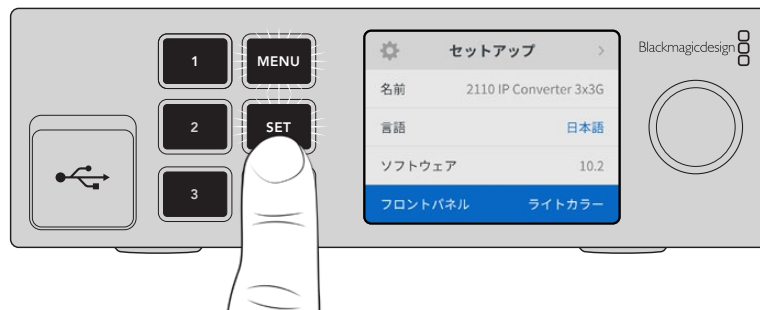 1
MENU
2
SET
3
セットアップ
名前 2110 IP Converter 3x3G
言語 日本語
ソフトウェア 10.2
フロントパネル ライトカラー
Blackmagicdesign